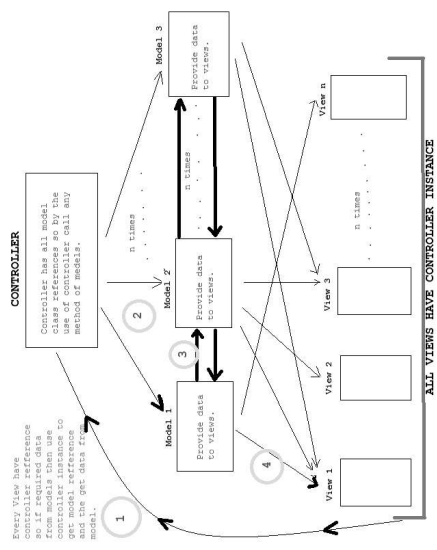 CONTROLLER
Controller has all model
class references so by the
use of controller call any
method of medels.
Every View have
controller refference
so if required data
from models then use
controller instance to
get model refference
and the get data from
model.
1
2
3
4
n times
Model 1
Provide data
to views.
Model 2
Provide data
to views.
n times
Model 3
Provide data
to views.
View 1
View 2
View 3
n times
View n
ALL VIEWS HAVE CONTROLLER INSTANCE